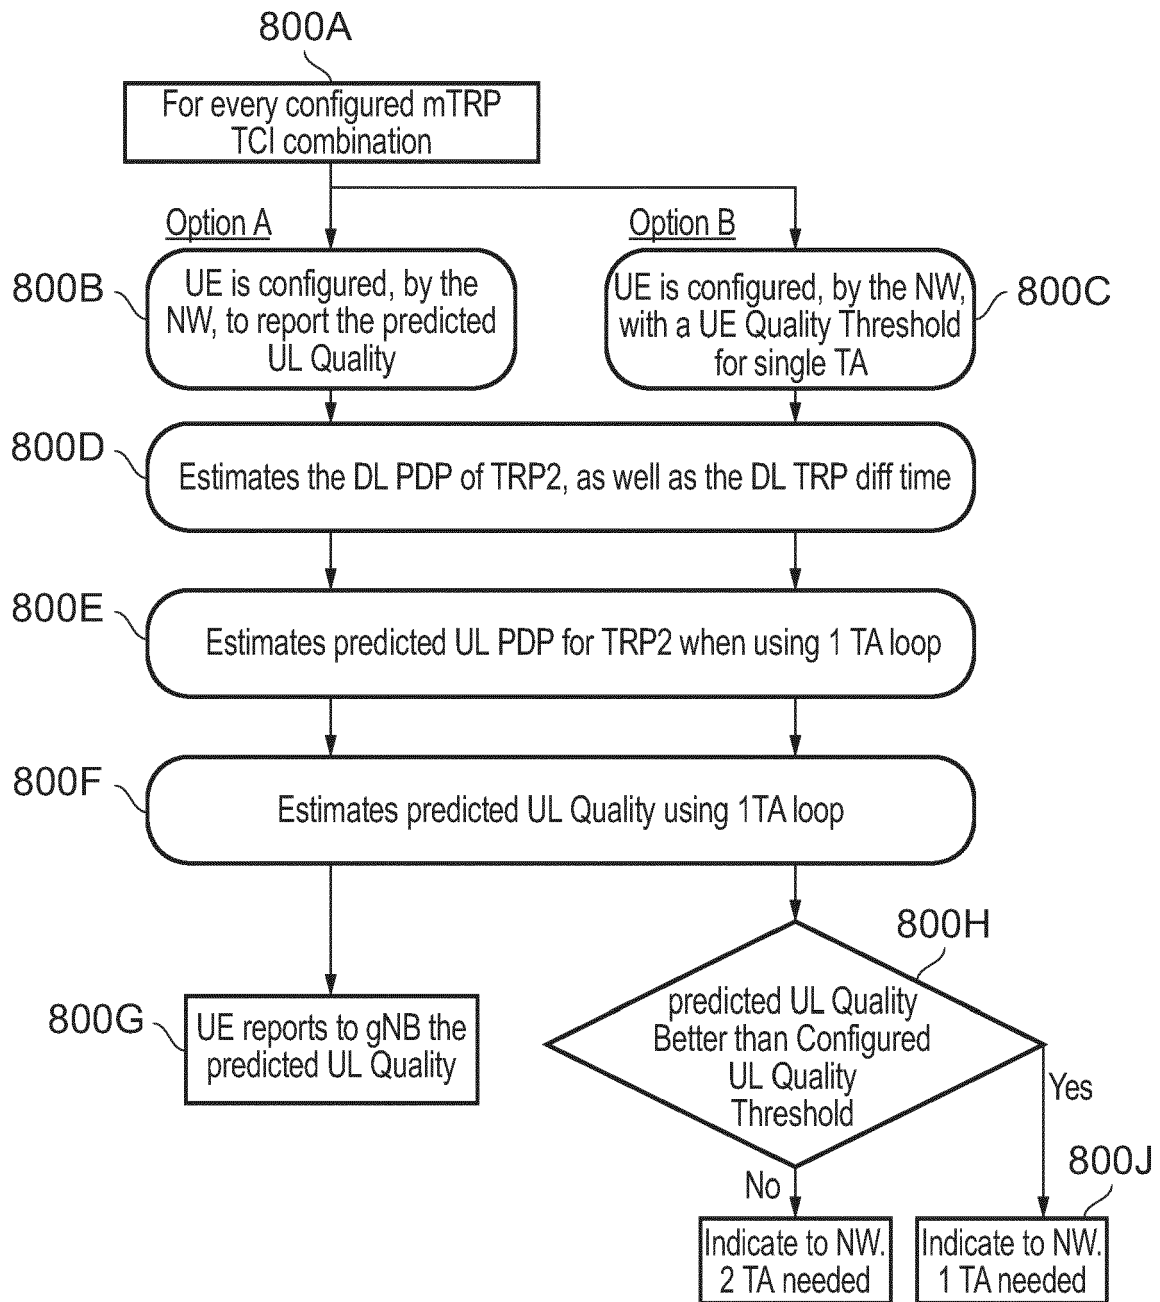 800A
For every configured mTRP
TCI combination
Option A
Option B
800B
UE is configured, by the
NW, to report the predicted
UL Quality
UE is configured, by the NW,
with a UE Quality Threshold
for single TA
800C
800D
Estimates the DL PDP of TRP2, as well as the DL TRP diff time
800E
Estimates predicted UL PDP for TRP2 when using 1 TA loop
800F
Estimates predicted UL Quality using 1TA loop
800G
UE reports to gNB the
predicted UL Quality
800H
predicted UL Quality
Better than Configured
UL Quality
Threshold
Yes
No
800J
Indicate to NW.
2 TA needed
Indicate to NW.
1 TA needed